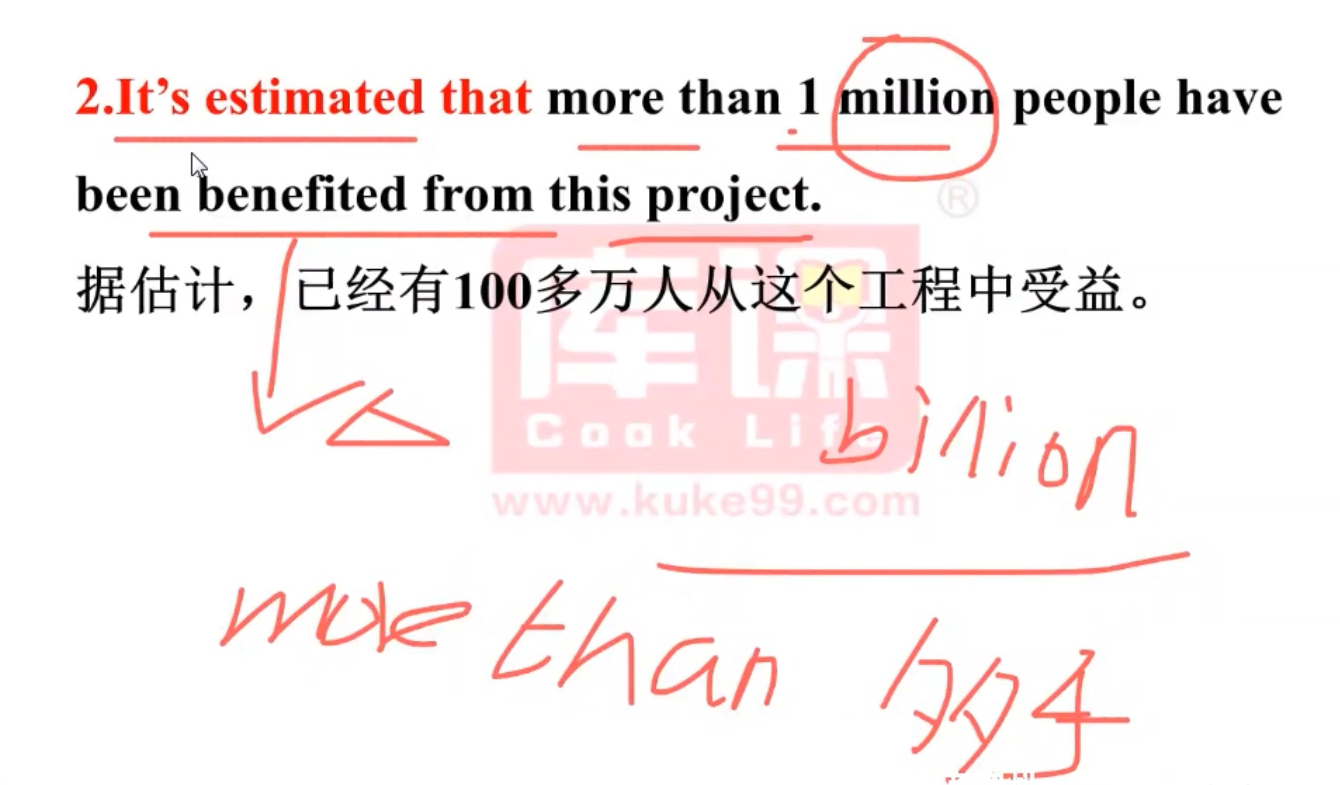 2.It's estimated that more than 1 million people have
been benefited from this project.
®
据估计，已经有100多万人从这个工程中受益。
库课
Cook Life
billion
www.kuke99.com
more than 多于